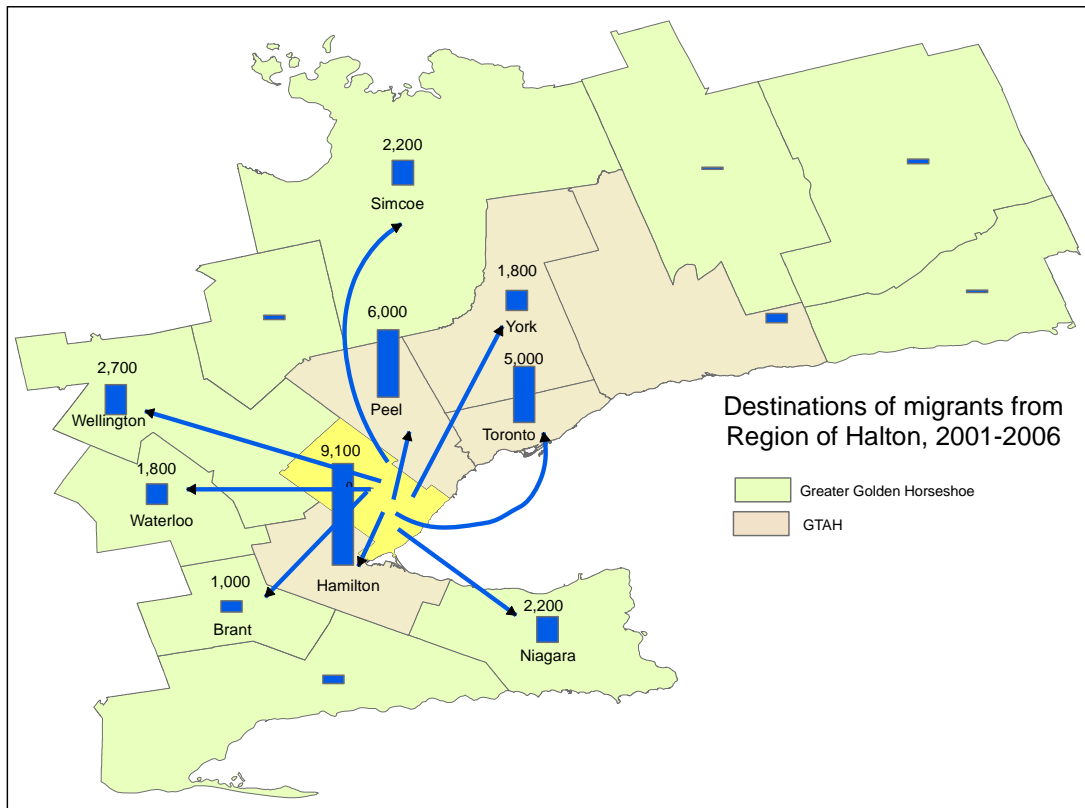 2,200
Simcoe
1,800
York
6,000
Peel
5,000
Toronto
2,700
Wellington
Destinations of migrants from
Region of Halton, 2001-2006
Greater Golden Horseshoe
GTAH
9,100
0
1,800
Waterloo
Hamilton
1,000
Brant
2,200
Niagara